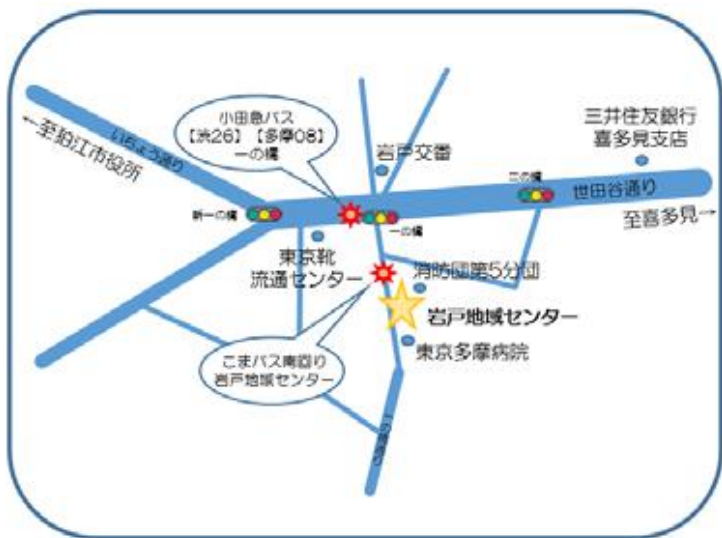 小田急バス
【渋26】【多摩08】
一の橋
三井住友銀行
喜多見支店
岩戸交番
いちょう通り
←至狛江市役所
二の橋
世田谷通り
新一の橋
一の橋
至喜多見→
東京靴
流通センター
消防団第5分団
岩戸地域センター
東京多摩病院
こまバス南回り
岩戸地域センター
一の橋通り